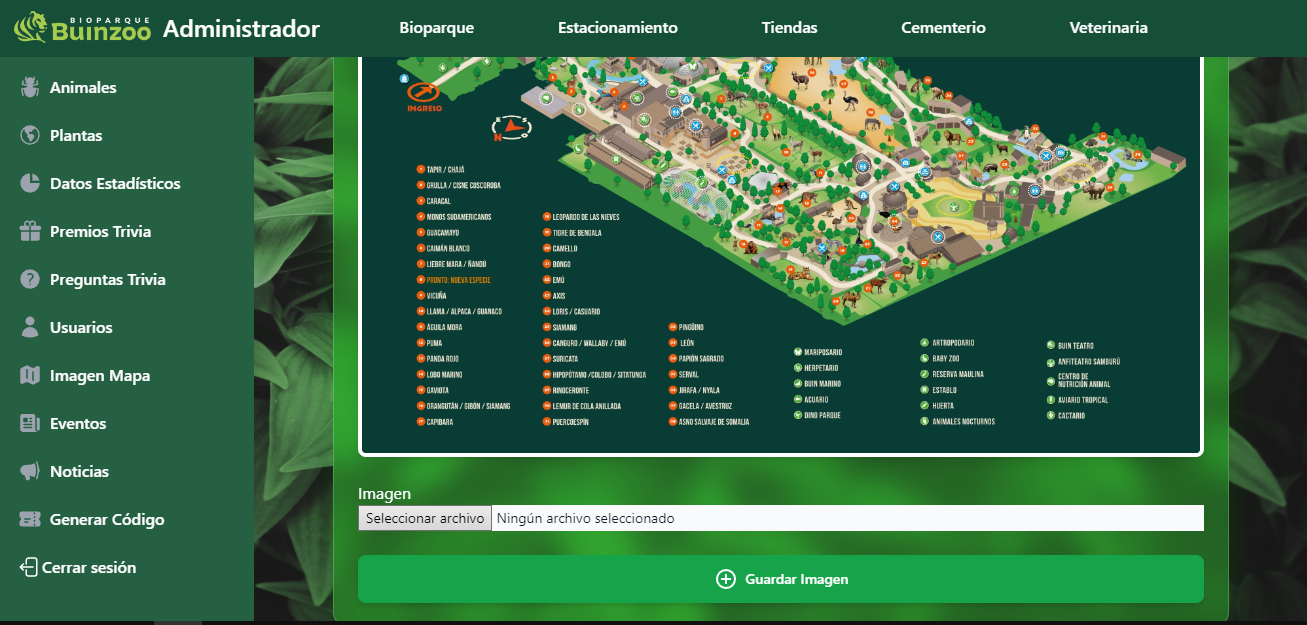 BIOPARQUE
Buinzoo
Administrador
Bioparque
Estacionamiento
Tiendas
Cementerio
Veterinaria
Animales
Plantas
Datos Estadísticos
Premios Trivia
Preguntas Trivia
Usuarios
Imagen Mapa
Eventos
Noticias
Generar Código
Cerrar sesión
INGRESO
N
TAPIR / CHAJÁ
GRULLA / CISNE COSCOROBA
CARACAL
MONOS SUDAMERICANOS
GUACAMAYO
CAIMÁN BLANCO
LIEBRE MARA / ÑANDÚ
PRONTO: NUEVA ESPECIE
VICUÑA
LLAMA / ALPACA / GUANACO
ÁGUILA MORA
PUMA
PANDA ROJO
LOBO MARINO
GAVIOTA
ORANGUTÁN / GIBÓN / SIAMANG
CAPIBARA
LEOPARDO DE LAS NIEVES
TIGRE DE BENGALA
CAMELLO
BONGO
EMÚ
AXIS
LORIS / CASUARIO
SIAMANG
CANGURO / WALLABY / EMÚ
SURICATA
HIPOPÓTAMO /COLOBO / SITATUNGA
RINOCERONTE
LEMUR DE COLA ANILLADA
PUERCOESPÍN
PINGÜINO
LEÓN
PAPIÓN SAGRADO
SERVAL
JIRAFA / NYALA
GACELA / AVESTRUZ
ASNO SALVAJE DE SOMALIA
MARIPOSARIO
HERPETARIO
BUIN MARINO
ACUARIO
DINO PARQUE
ARTROPODARIO
BABY ZOO
RESERVA MAULINA
ESTABLO
HUERTA
ANIMALES NOCTURNOS
BUIN TEATRO
ANFITEATRO SAMBURÚ
CENTRO DE
NUTRICIÓN ANIMAL
AVIARIO TROPICAL
CACTARIO
Imagen
Seleccionar archivo
Ningún archivo seleccionado
Guardar Imagen